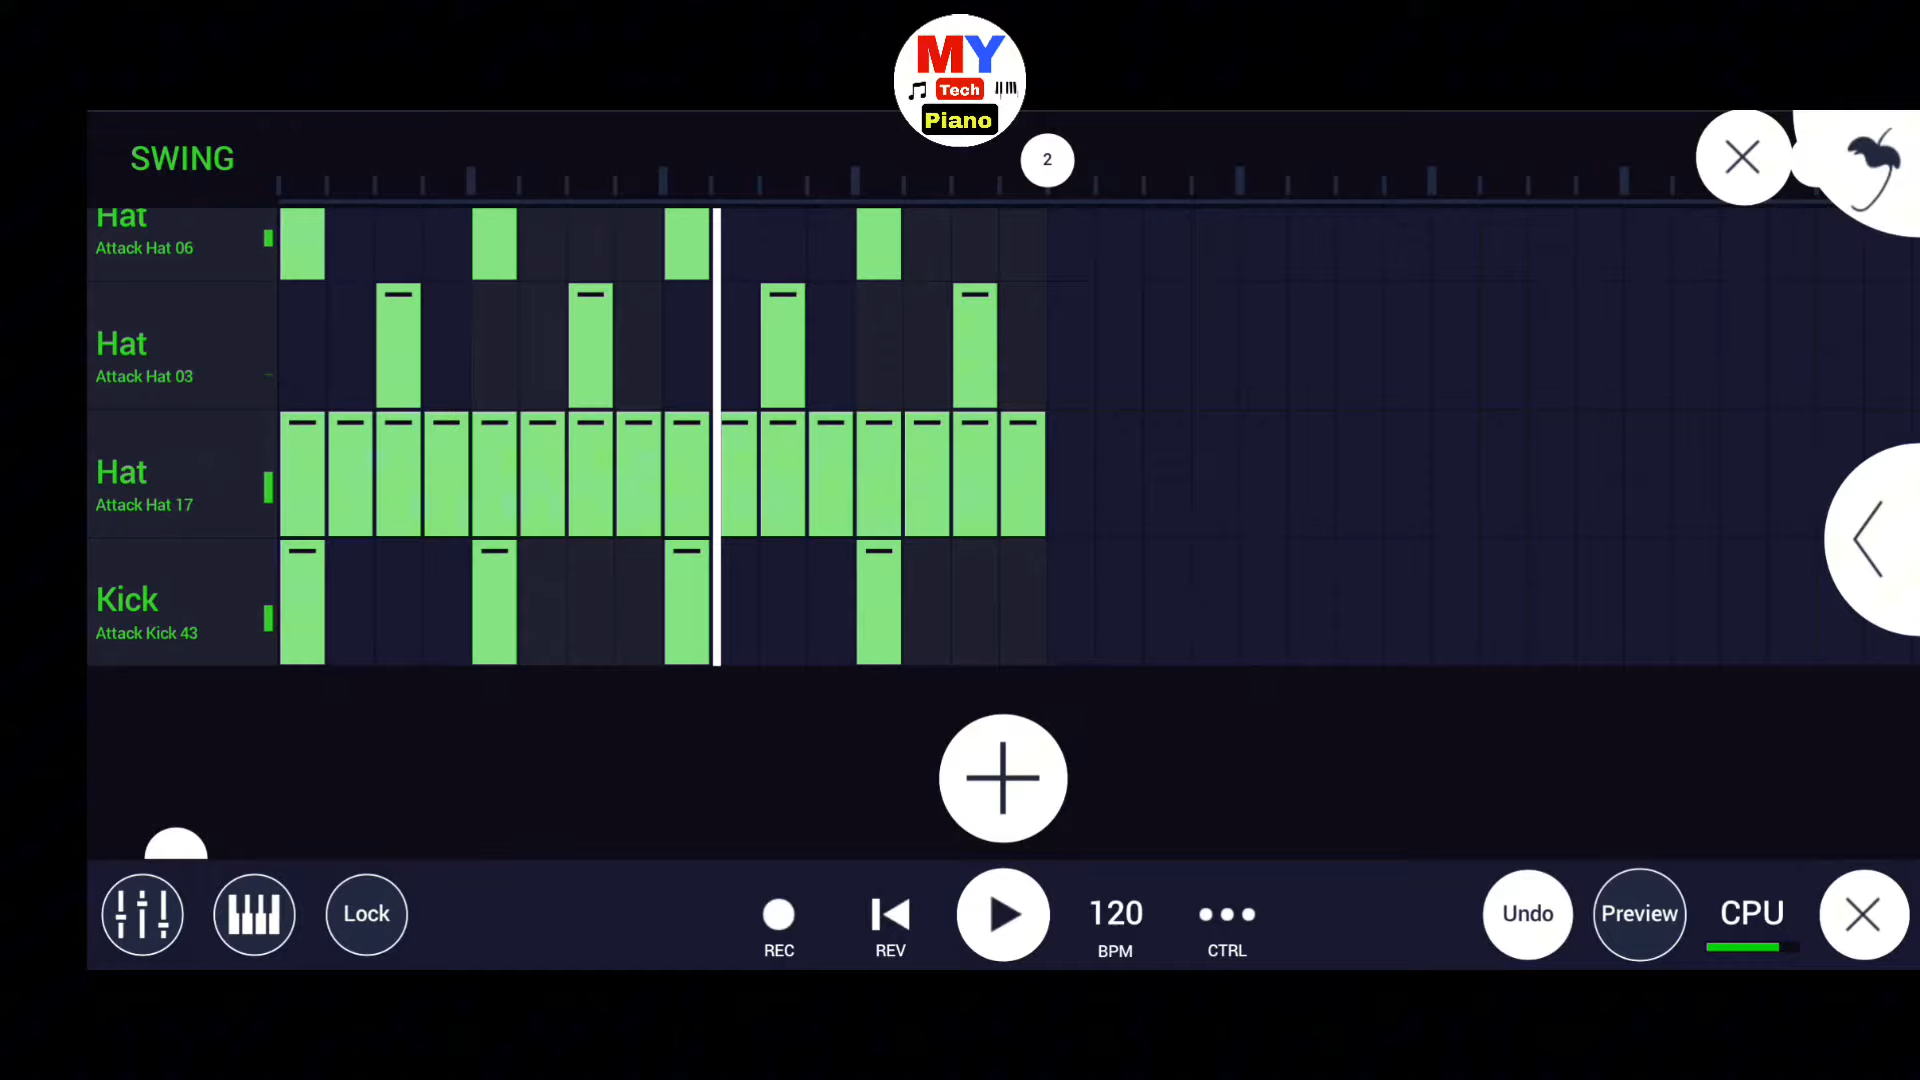 MY
Tech
Piano
SWING
2
Hat
Attack Hat 06
Hat
Attack Hat 03
Hat
Attack Hat 17
Kick
Attack Kick 43
Lock
REC
REV
120
BPM
CTRL
Undo
Preview
CPU